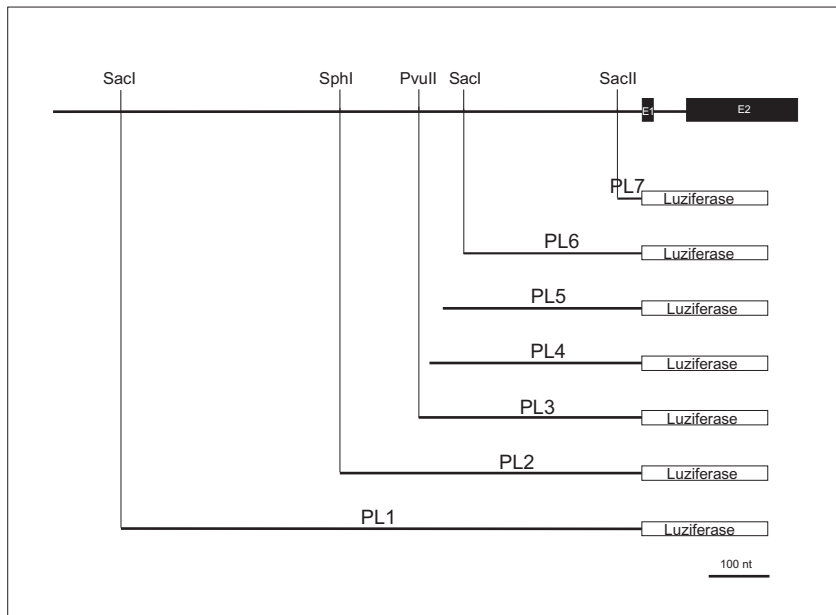 SacI SphI PvuII SacI SacII
E1 E2
PL7
Luziferase
PL6
Luziferase
PL5
Luziferase
PL4
Luziferase
PL3
Luziferase
PL2
Luziferase
PL1
Luziferase
100 nt